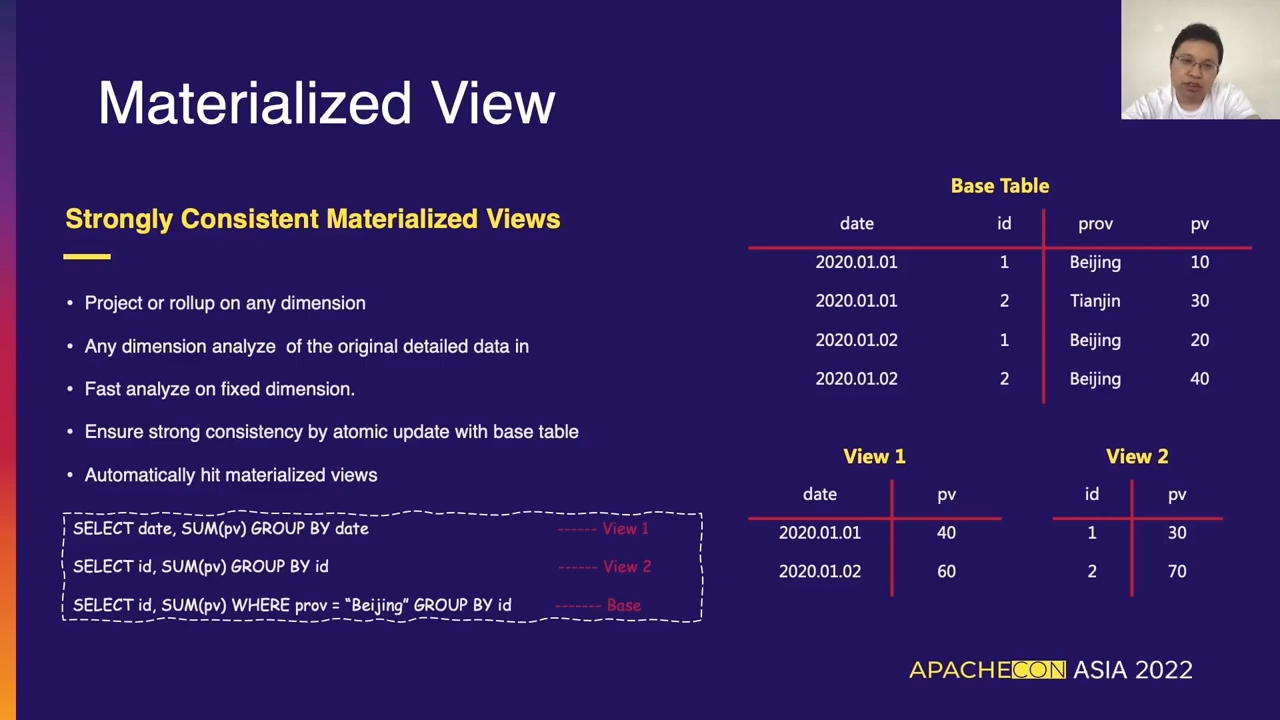 Materialized View
Strongly Consistent Materialized Views
• Project or rollup on any dimension
• Any dimension analyze of the original detailed data in
• Fast analyze on fixed dimension.
• Ensure strong consistency by atomic update with base table
• Automatically hit materialized views
SELECT date, SUM(pv) GROUP BY date ------ View 1
SELECT id, SUM(pv) GROUP BY id ------ View 2
SELECT id, SUM(pv) WHERE prov = “Beijing” GROUP BY id ------- Base
Base Table
date id prov pv
2020.01.01 1 Beijing 10
2020.01.01 2 Tianjin 30
2020.01.02 1 Beijing 20
2020.01.02 2 Beijing 40
View 1
date pv
2020.01.01 40
2020.01.02 60
View 2
id pv
1 30
2 70
APACHECON ASIA 2022